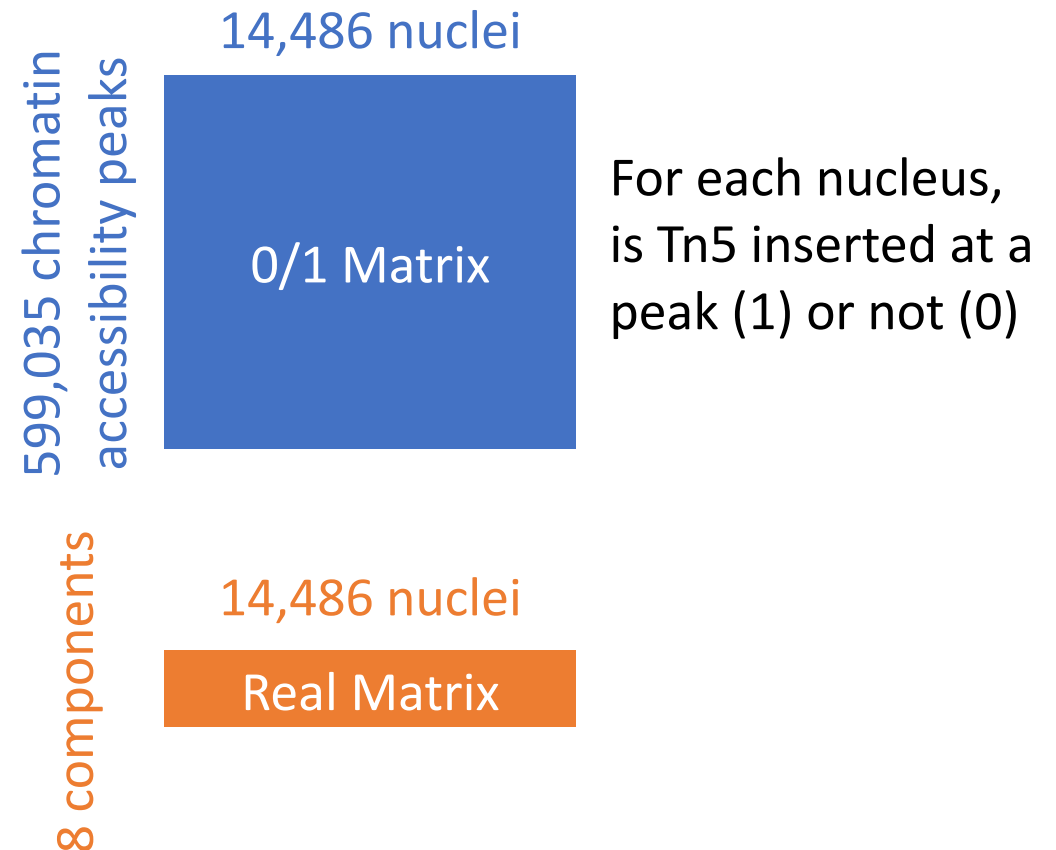 14,486 nuclei
599,035 chromatin
accessibility peaks
0/1 Matrix
For each nucleus,
is Tn5 inserted at a
peak (1) or not (0)
14,486 nuclei
8 components
Real Matrix